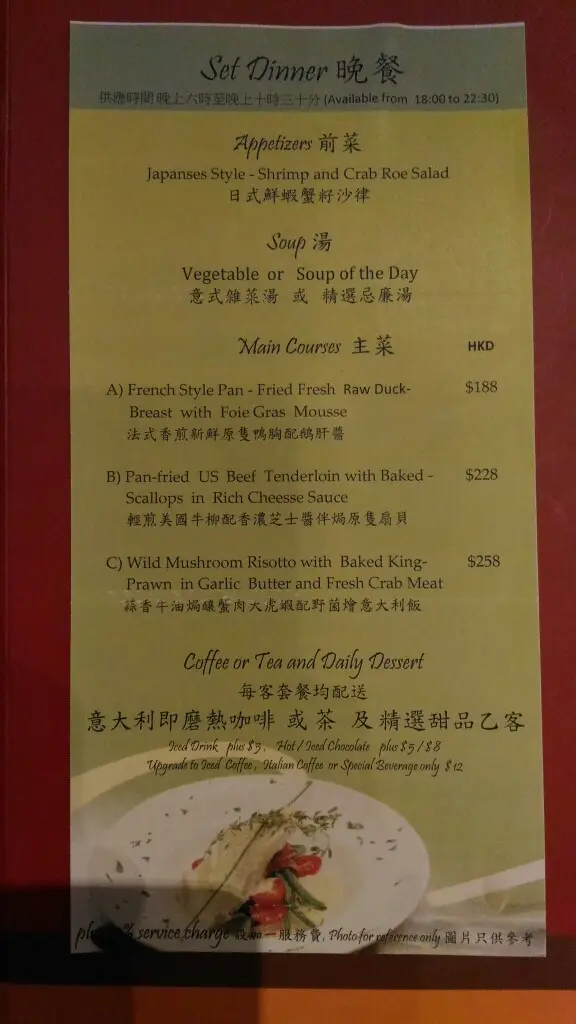 Set Dinner 晚餐
供應時間 晚上六時至晚上十時三十分 (Available from 18:00 to 22:30)
Appetizers 前菜
Japanses Style - Shrimp and Crab Roe Salad
日式鮮蝦蟹籽沙律
Soup 湯
Vegetable or Soup of the Day
意式雜菜湯 或 精選忌廉湯
Main Courses 主菜 HKD
A) French Style Pan - Fried Fresh Raw Duck- $188
Breast with Foie Gras Mousse
法式香煎新鮮原隻鴨胸配鵝肝醬
B) Pan-fried US Beef Tenderloin with Baked - $228
Scallops in Rich Cheesse Sauce
輕煎美國牛柳配香濃芝士醬伴焗原隻扇貝
C) Wild Mushroom Risotto with Baked King- $258
Prawn in Garlic Butter and Fresh Crab Meat
蒜香牛油焗釀蟹肉大虎蝦配野菌燴意大利飯
Coffee or Tea and Daily Dessert
每客套餐均配送
意大利即磨熱咖啡 或 茶 及 精選甜品乙客
Iced Drink plus $3, Hot / Iced Chocolate plus $5 / $8
Upgrade to Iced Coffee, Italian Coffee or Special Beverage only $12
plus % service charge 加一服務費, Photo for reference only 圖片只供參考